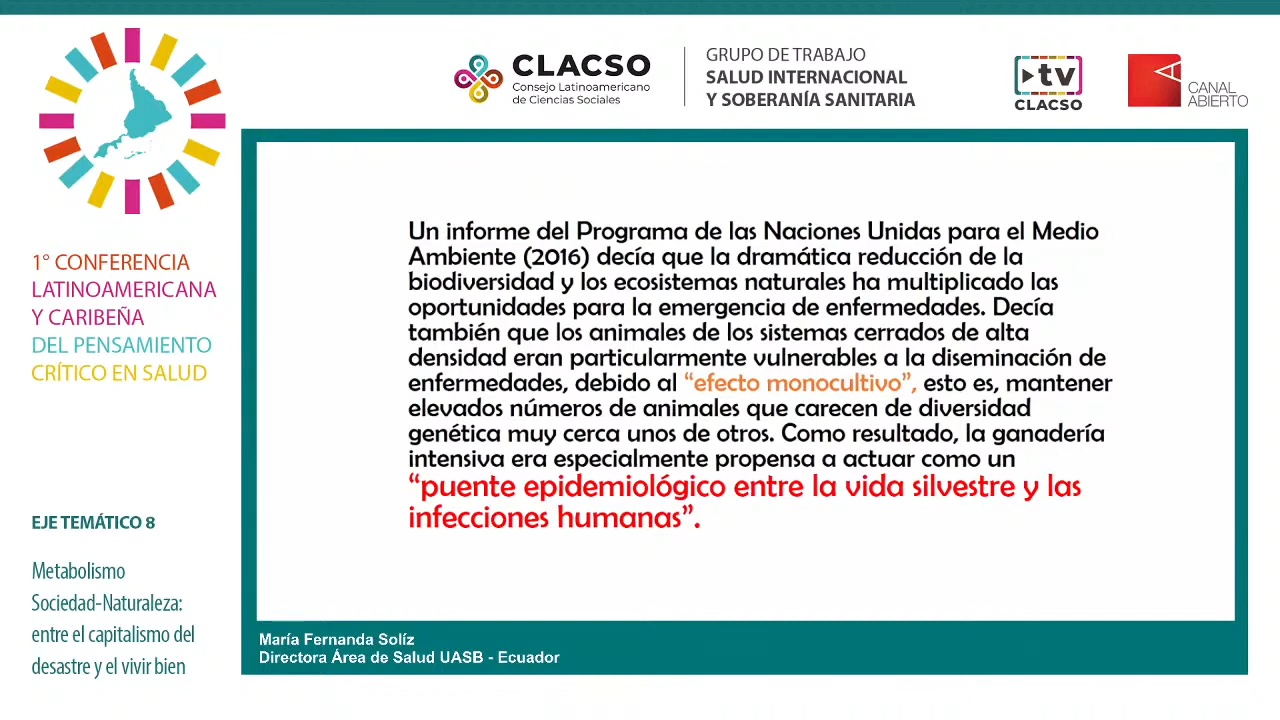 CLACSO
Consejo Latinoamericano
de Ciencias Sociales
GRUPO DE TRABAJO
SALUD INTERNACIONAL
Y SOBERANÍA SANITARIA
tv
CLACSO
A
CANAL
ABIERTO
1° CONFERENCIA
LATINOAMERICANA
Y CARIBEÑA
DEL PENSAMIENTO
CRÍTICO EN SALUD
EJE TEMÁTICO 8
Metabolismo
Sociedad-Naturaleza:
entre el capitalismo del
desastre y el vivir bien
Un informe del Programa de las Naciones Unidas para el Medio
Ambiente (2016) decía que la dramática reducción de la
biodiversidad y los ecosistemas naturales ha multiplicado las
oportunidades para la emergencia de enfermedades. Decía
también que los animales de los sistemas cerrados de alta
densidad eran particularmente vulnerables a la diseminación de
enfermedades, debido al “efecto monocultivo”, esto es, mantener
elevados números de animales que carecen de diversidad
genética muy cerca unos de otros. Como resultado, la ganadería
intensiva era especialmente propensa a actuar como un
“puente epidemiológico entre la vida silvestre y las
infecciones humanas”.
María Fernanda Solíz
Directora Área de Salud UASB - Ecuador